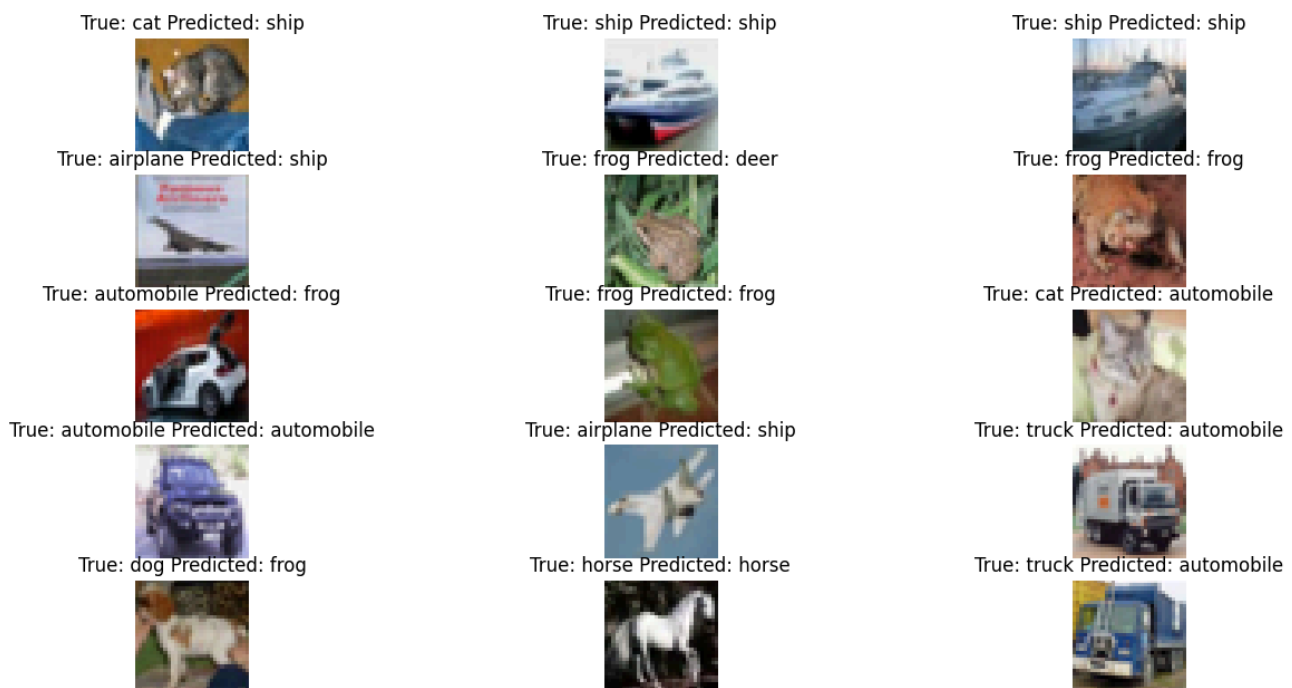 True: cat Predicted: ship
True: ship Predicted: ship
True: ship Predicted: ship
True: airplane Predicted: ship
True: frog Predicted: deer
True: frog Predicted: frog
True: automobile Predicted: frog
True: frog Predicted: frog
True: cat Predicted: automobile
True: automobile Predicted: automobile
True: airplane Predicted: ship
True: truck Predicted: automobile
True: dog Predicted: frog
True: horse Predicted: horse
True: truck Predicted: automobile